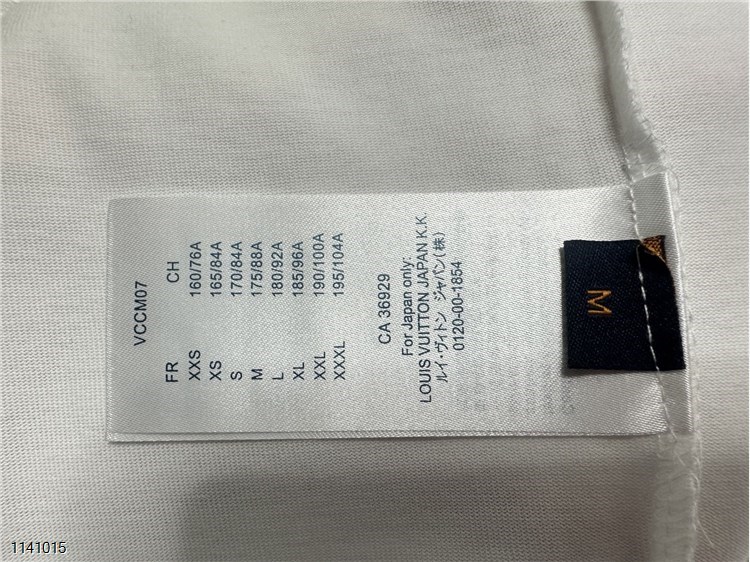 VCCM07
FR CH
XXS 160/76A
XS 165/84A
S 170/84A
M 175/88A
L 180/92A
XL 185/96A
XXL 190/100A
XXXL 195/104A
CA 36929
For Japan only:
LOUIS VUITTON JAPAN K.K.
ルイ・ヴィトン ジャパン(株)
0120-00-1854
M
1141015